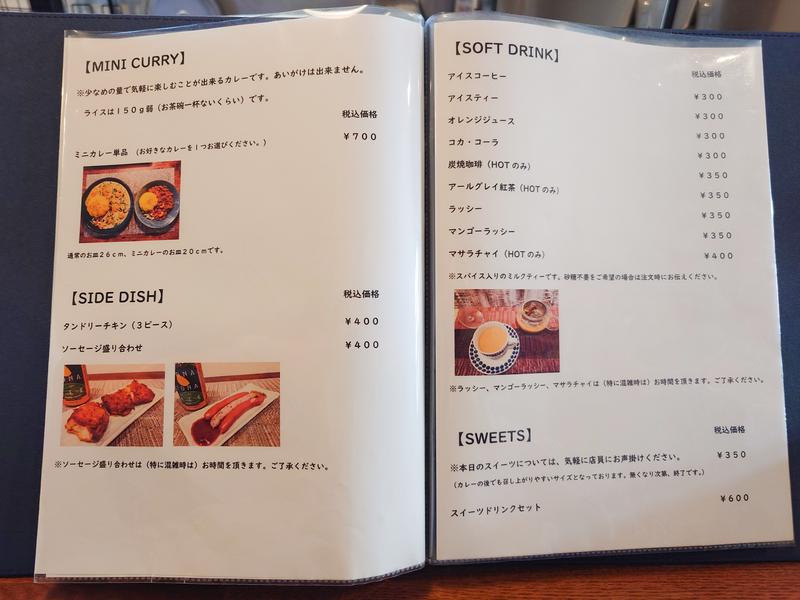 【MINI CURRY】
※少なめの量で気軽に楽しむことが出来るカレーです。あいがけは出来ません。
ライスは150g弱（お茶碗一杯ないくらい）です。
税込価格
ミニカレー単品 （お好きなカレーを1つお選びください。） ¥700
通常のお皿26cm、ミニカレーのお皿20cmです。
【SIDE DISH】 税込価格
タンドリーチキン（3ピース） ¥400
ソーセージ盛り合わせ ¥400
※ソーセージ盛り合わせは（特に混雑時は）お時間を頂きます。ご了承ください。
【SOFT DRINK】
税込価格
アイスコーヒー ¥300
アイスティー ¥300
オレンジジュース ¥300
コカ・コーラ ¥300
炭焼珈琲（HOTのみ） ¥350
アールグレイ紅茶（HOTのみ） ¥350
ラッシー ¥350
マンゴーラッシー ¥350
マサラチャイ（HOTのみ） ¥400
※スパイス入りのミルクティーです。砂糖不要をご希望の場合は注文時にお伝えください。
※ラッシー、マンゴーラッシー、マサラチャイは（特に混雑時は）お時間を頂きます。ご了承ください。
【SWEETS】 税込価格
※本日のスイーツについては、気軽に店員にお声掛けください。 ¥350
（カレーの後でも召し上がりやすいサイズとなっております。無くなり次第、終了です。）
スイーツドリンクセット ¥600